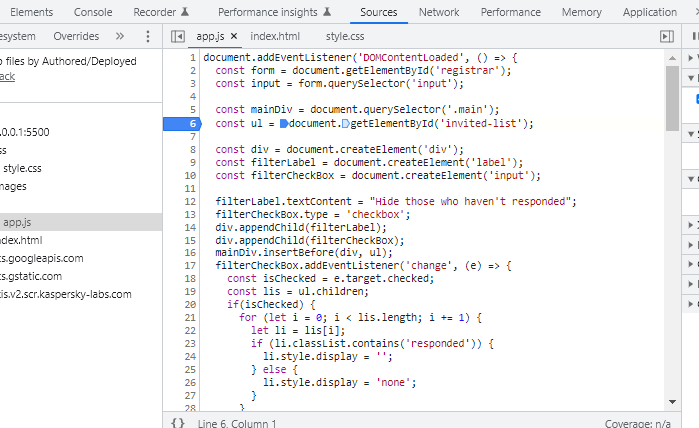 Elements Console Recorder Performance insights Sources Network Performance Memory Application
esystem Overrides » app.js × index.html style.css
o files by Authored/Deployed
back
.0.0.1:5500
ss
style.css
mages
app.js
ndex.html
ts.googleapis.com
ts.gstatic.com
tis.v2.scr.kaspersky-labs.com
1 document.addEventListener('DOMContentLoaded', () => {
2 const form = document.getElementById('registrar');
3 const input = form.querySelector('input');
4
5 const mainDiv = document.querySelector('.main');
6 const ul = document.getElementById('invited-list');
7
8 const div = document.createElement('div');
9 const filterLabel = document.createElement('label');
10 const filterCheckBox = document.createElement('input');
11
12 filterLabel.textContent = "Hide those who haven't responded";
13 filterCheckBox.type = 'checkbox';
14 div.appendChild(filterLabel);
15 div.appendChild(filterCheckBox);
16 mainDiv.insertBefore(div, ul);
17 filterCheckBox.addEventListener('change', (e) => {
18 const isChecked = e.target.checked;
19 const lis = ul.children;
20 if(isChecked) {
21 for (let i = 0; i < lis.length; i += 1) {
22 let li = lis[i];
23 if (li.classList.contains('responded')) {
24 li.style.display = '';
25 } else {
26 li.style.display = 'none';
27 }
28 }
{} Line 6, Column 1 Coverage: n/a